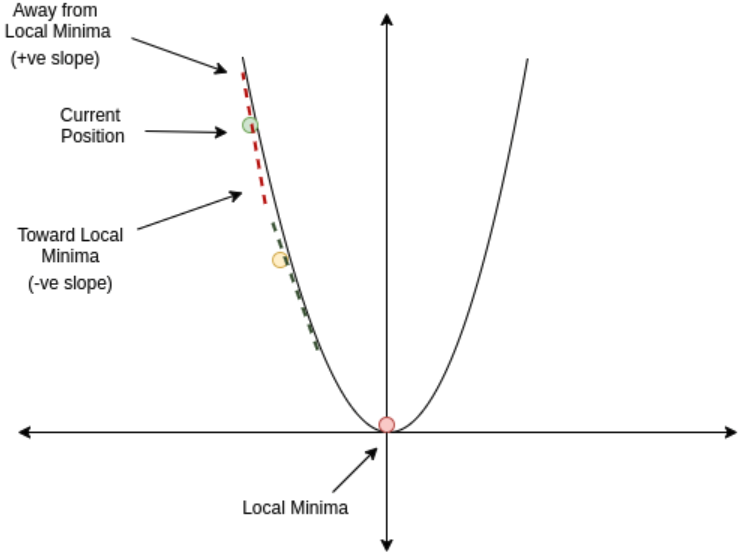 Away from
Local Minima
(+ve slope)
Current
Position
Toward Local
Minima
(-ve slope)
Local Minima